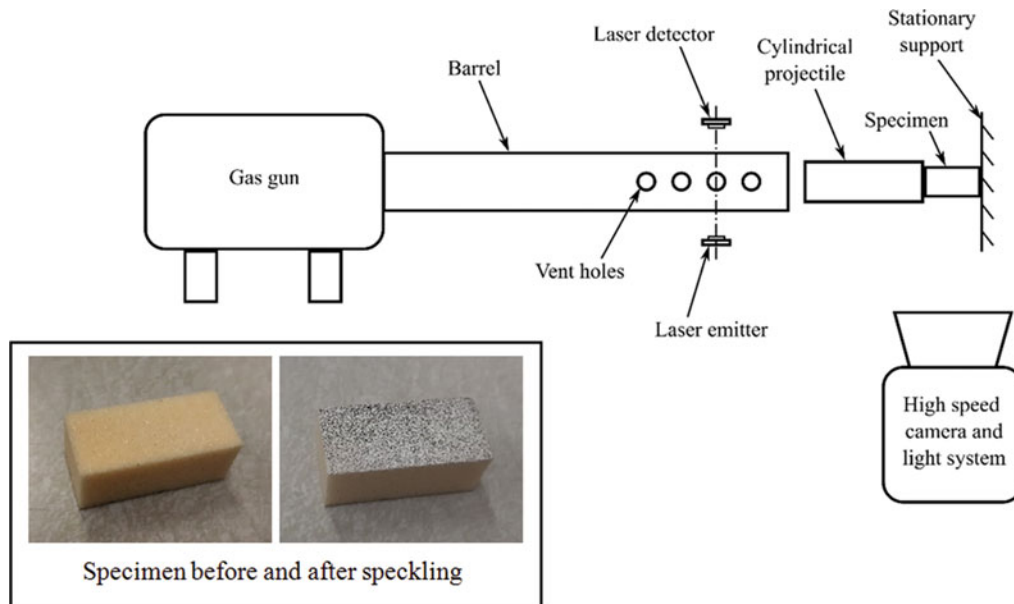 Stationary
support
Laser detector
Cylindrical
projectile
Barrel
Specimen
Gas gun
Vent holes
Laser emitter
High speed
camera and
light system
Specimen before and after speckling